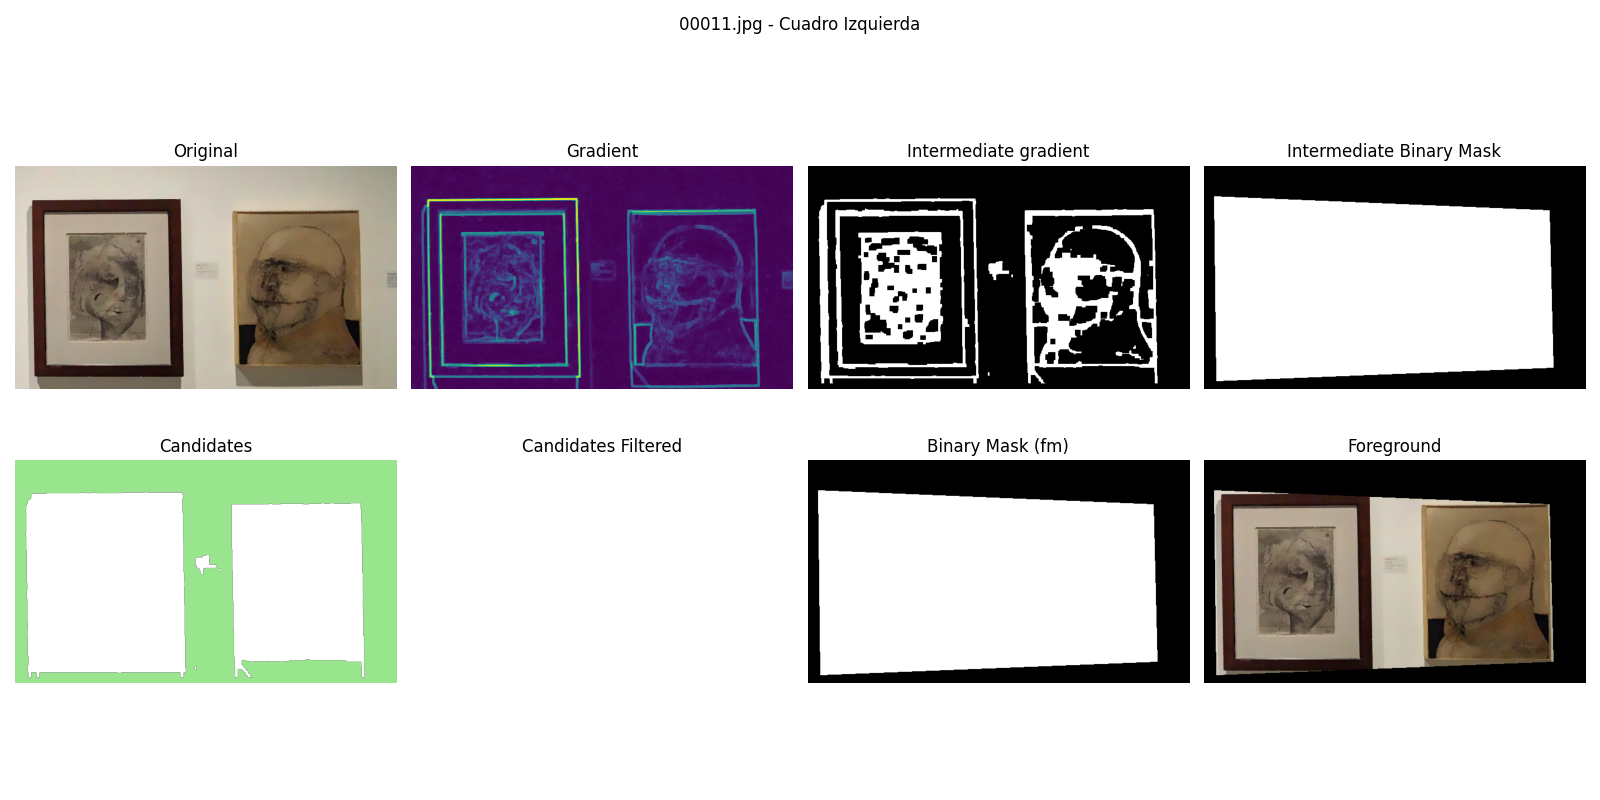 00011.jpg - Cuadro Izquierda
Original
Gradient
Intermediate gradient
Intermediate Binary Mask
Candidates
Candidates Filtered
Binary Mask (fm)
Foreground